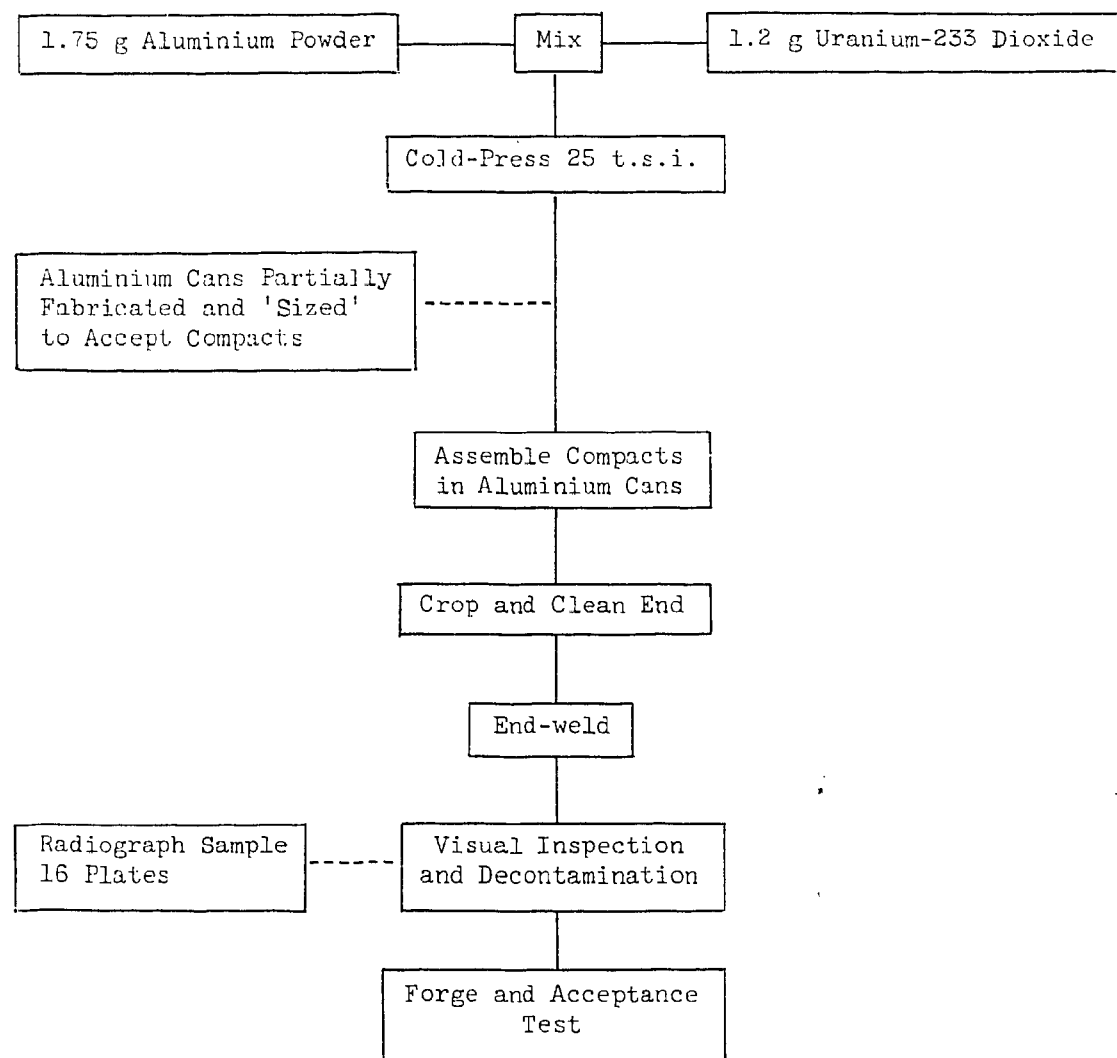 1.75 g Aluminium Powder
Mix
1.2 g Uranium-233 Dioxide
Cold-Press 25 t.s.i.
Aluminium Cans Partially
Fabricated and 'Sized'
to Accept Compacts
Assemble Compacts
in Aluminium Cans
Crop and Clean End
End-weld
Radiograph Sample
16 Plates
Visual Inspection
and Decontamination
Forge and Acceptance
Test